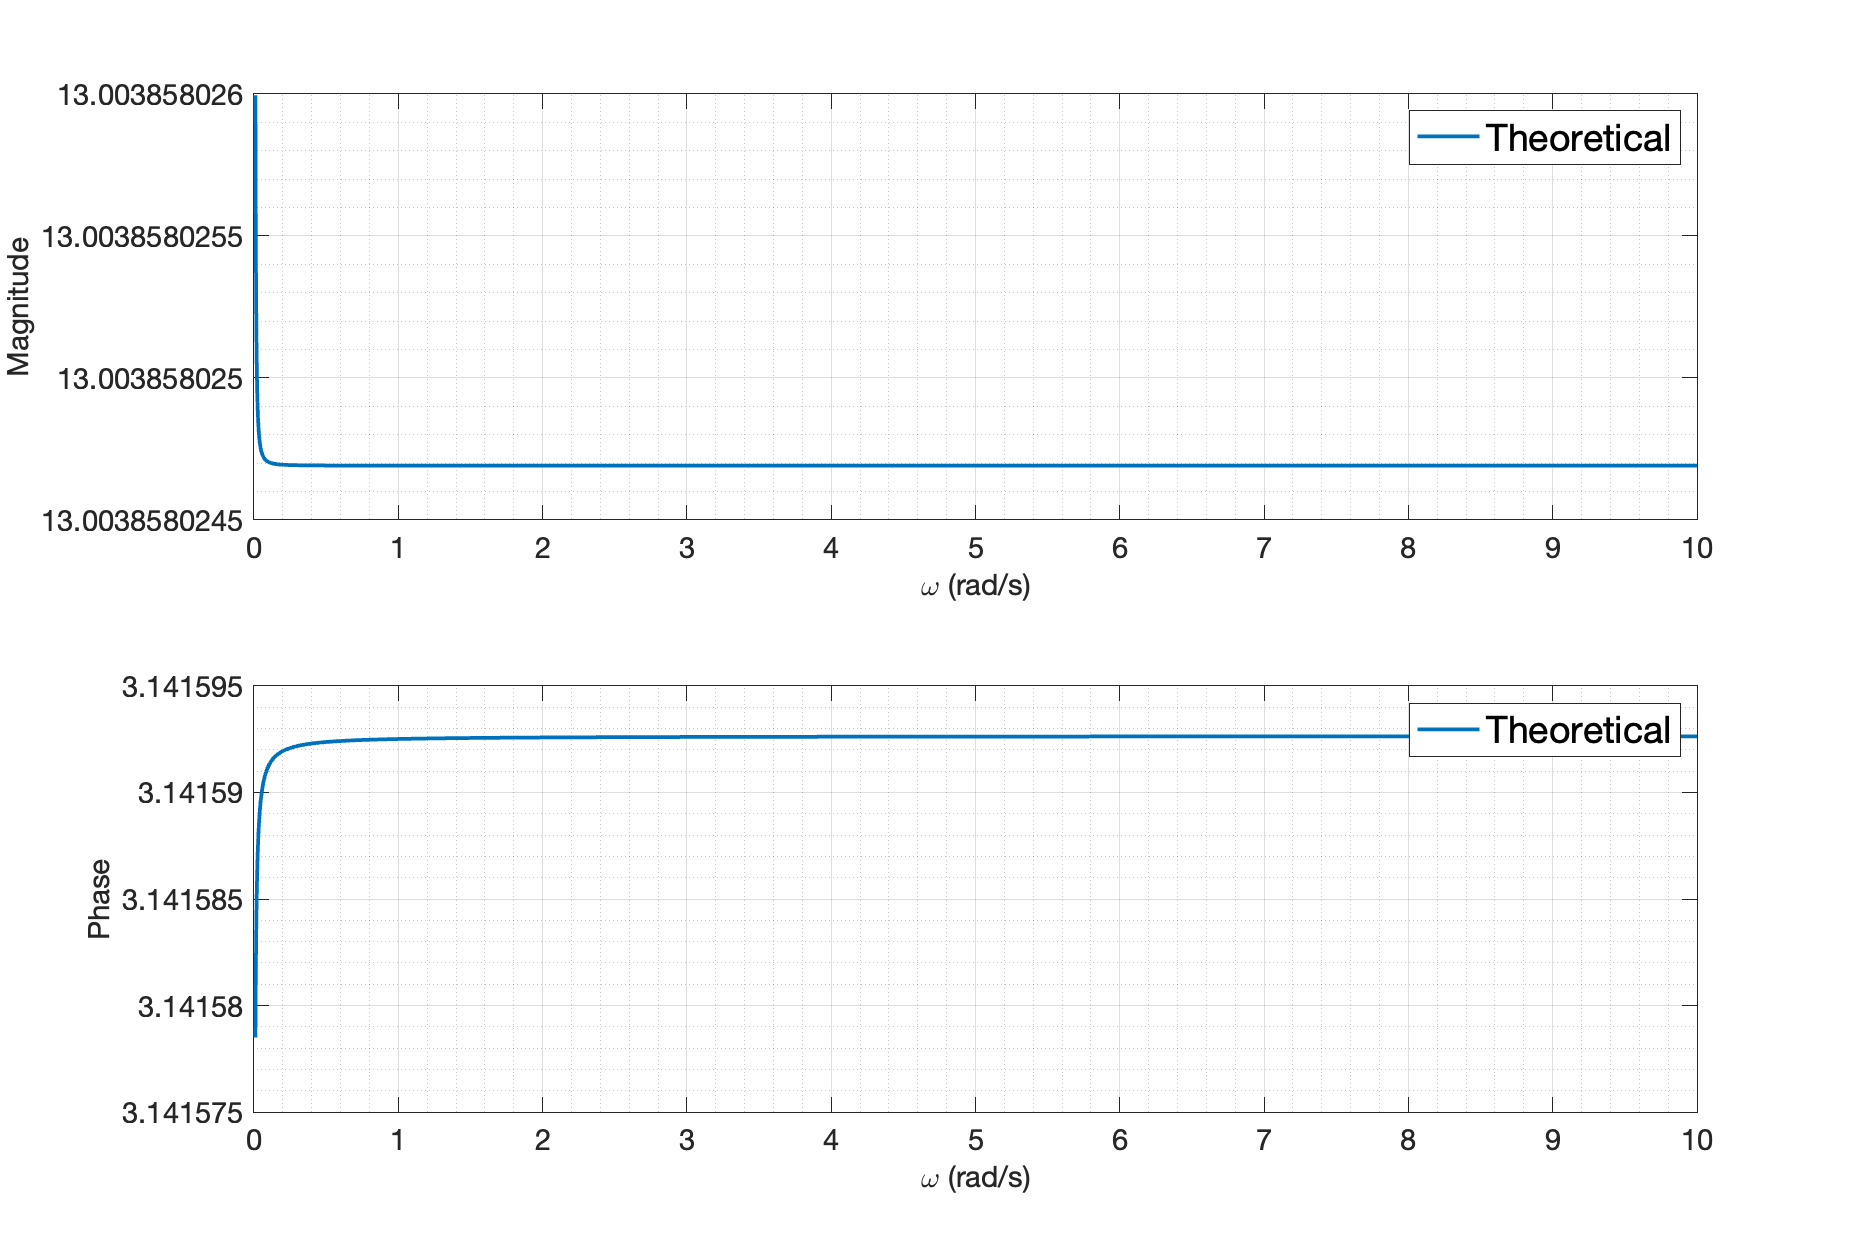 13.003858026
13.0038580255
13.003858025
13.0038580245
Magnitude
Theoretical
0 1 2 3 4 5 6 7 8 9 10
ω (rad/s)
3.141595
3.14159
3.141585
3.14158
3.141575
Phase
Theoretical
0 1 2 3 4 5 6 7 8 9 10
ω (rad/s)